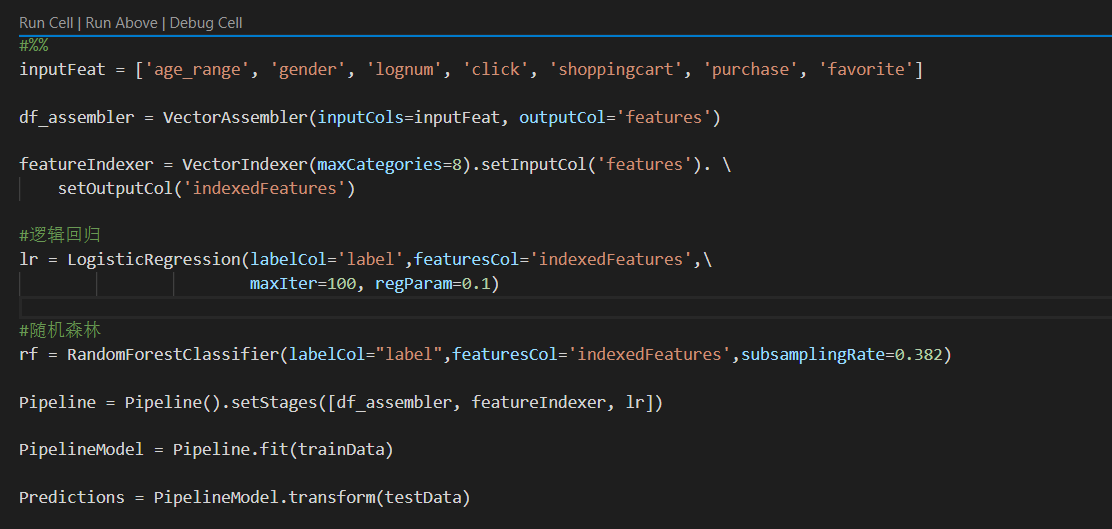 Run Cell | Run Above | Debug Cell
#%%
inputFeat = ['age_range', 'gender', 'lognum', 'click', 'shoppingcart', 'purchase', 'favorite']
df_assembler = VectorAssembler(inputCols=inputFeat, outputCol='features')
featureIndexer = VectorIndexer(maxCategories=8).setInputCol('features'). \
    setOutputCol('indexedFeatures')
#逻辑回归
lr = LogisticRegression(labelCol='label',featuresCol='indexedFeatures',\
                        maxIter=100, regParam=0.1)
#随机森林
rf = RandomForestClassifier(labelCol="label",featuresCol='indexedFeatures',subsamplingRate=0.382)
Pipeline = Pipeline().setStages([df_assembler, featureIndexer, lr])
PipelineModel = Pipeline.fit(trainData)
Predictions = PipelineModel.transform(testData)